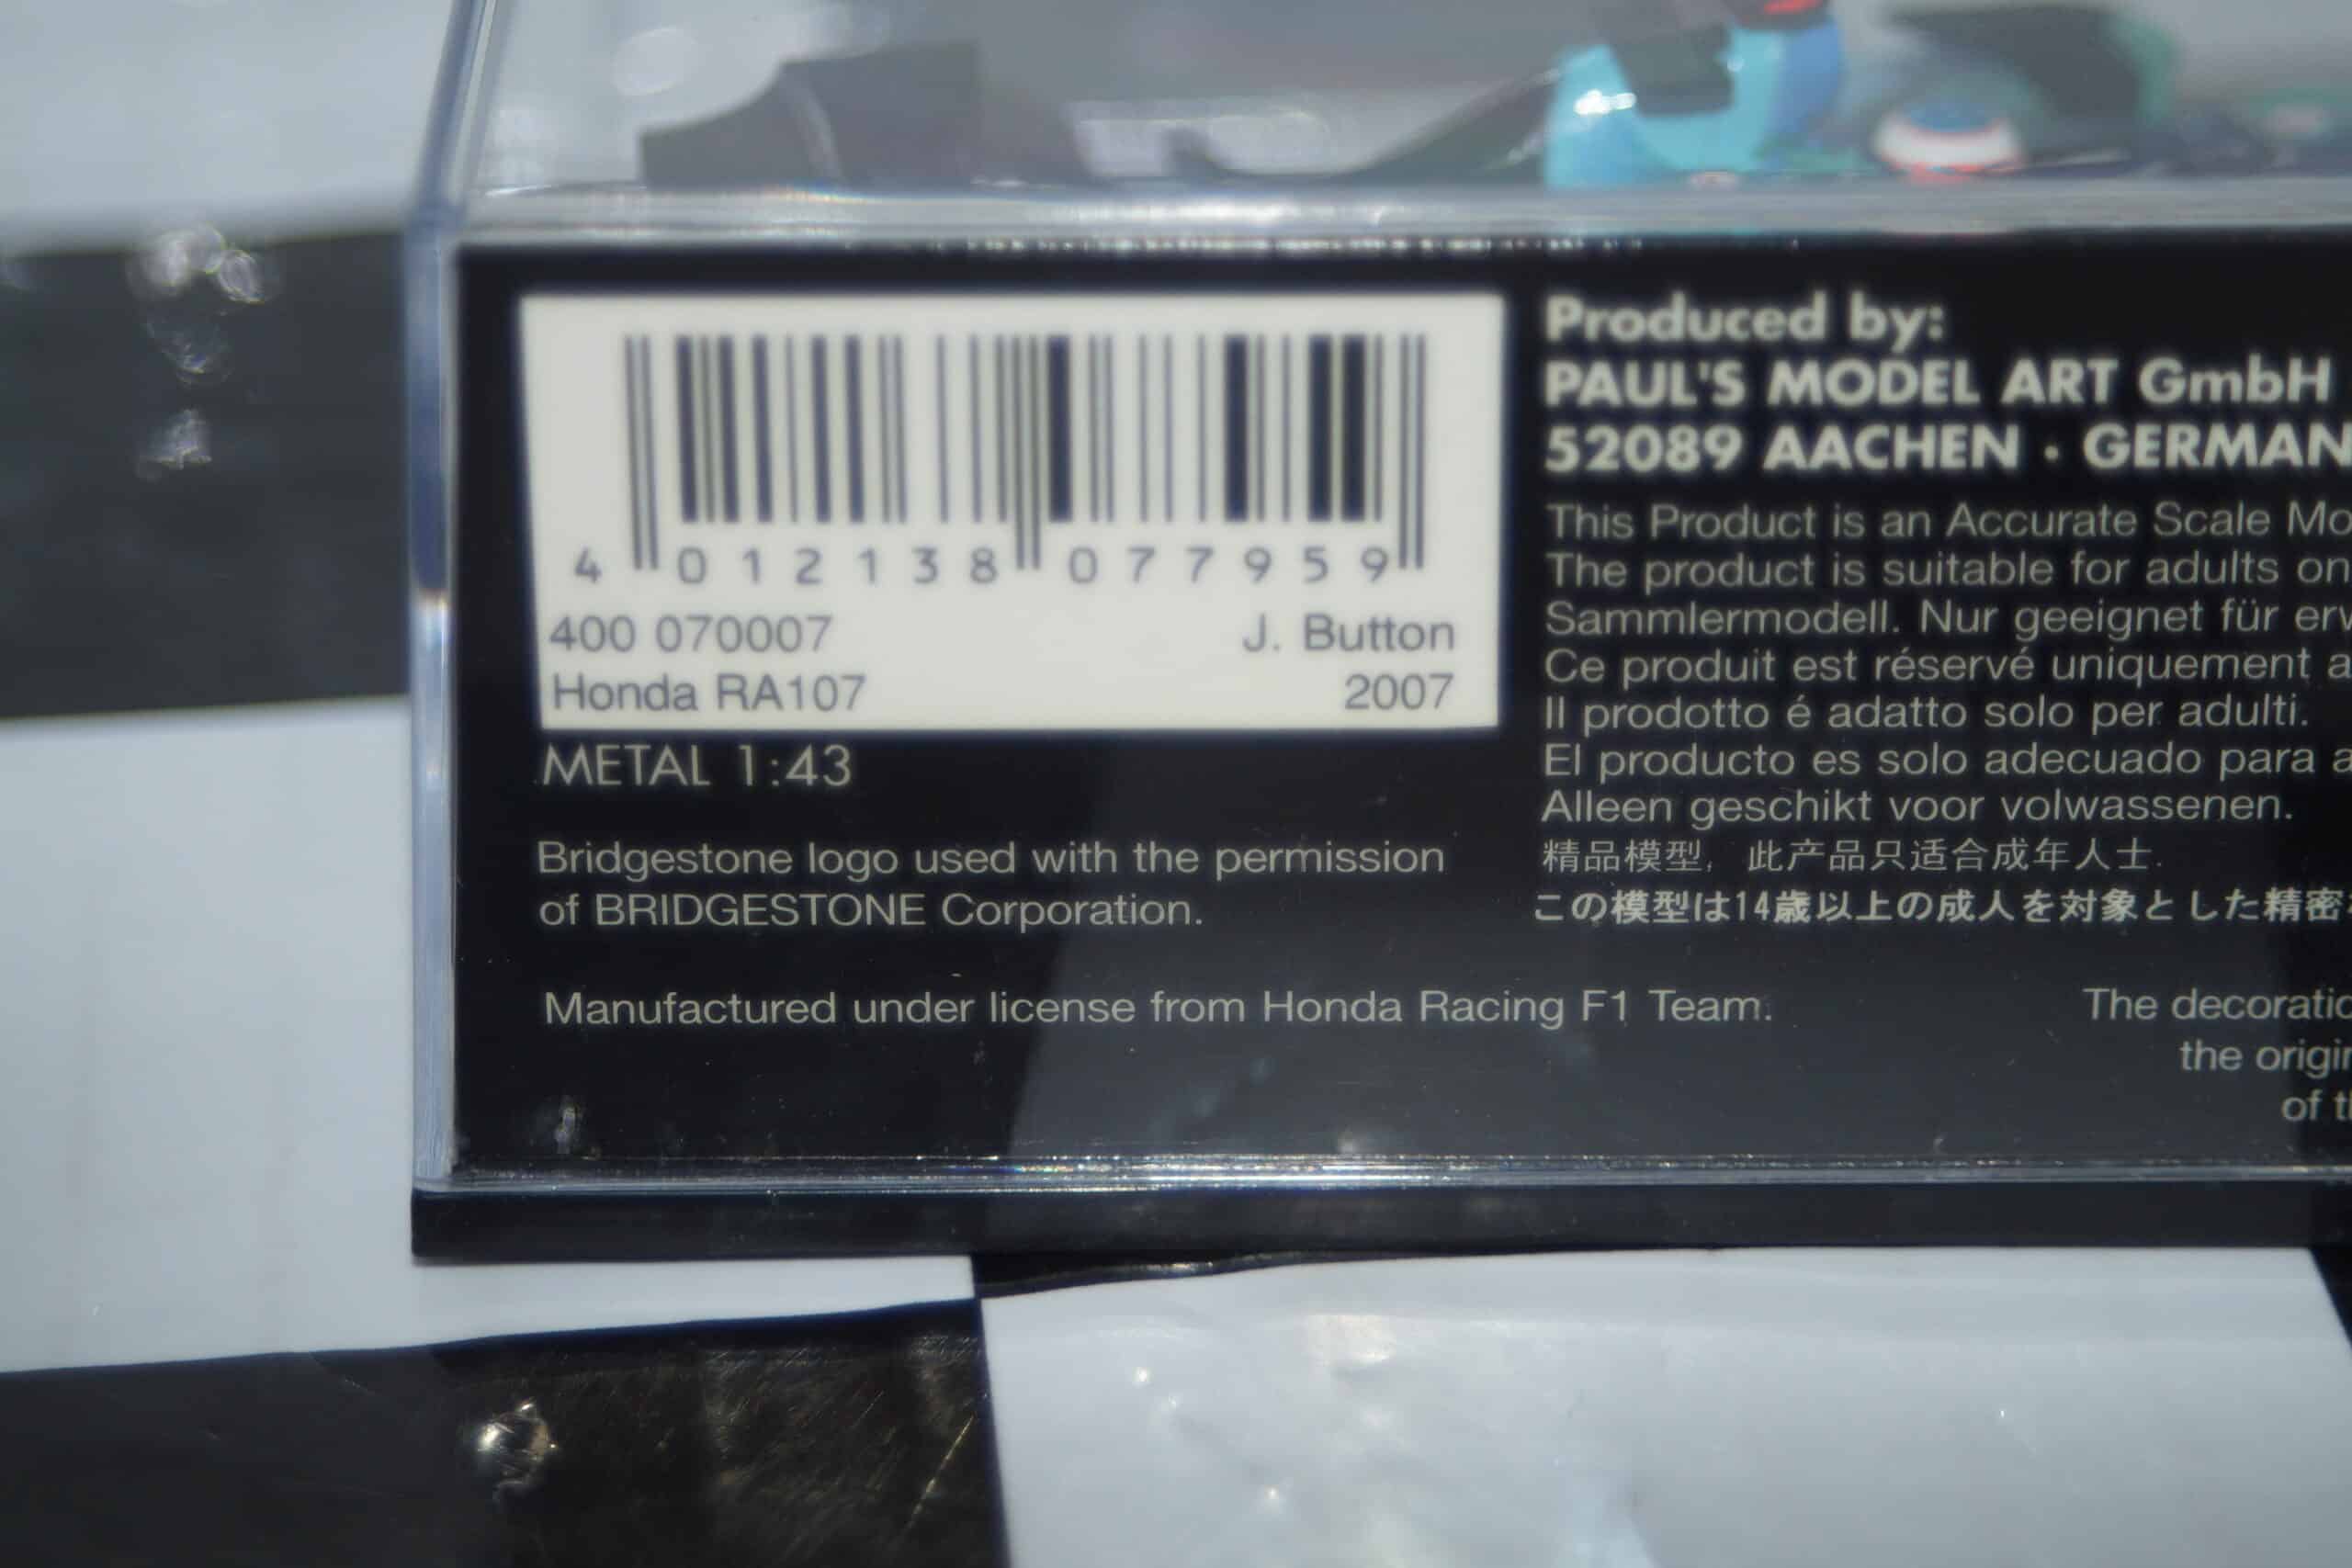 4 012138 077959
400 070007 J. Button
Honda RA107 2007
METAL 1:43
Bridgestone logo used with the permission
of BRIDGESTONE Corporation.
Manufactured under license from Honda Racing F1 Team.
Produced by:
PAUL'S MODEL ART GmbH
52089 AACHEN · GERMAN
This Product is an Accurate Scale Mo
The product is suitable for adults on
Sammlermodell. Nur geeignet für erw
Ce produit est réservé uniquement a
Il prodotto é adatto solo per adulti.
El producto es solo adecuado para a
Alleen geschikt voor volwassenen.
精品模型, 此产品只适合成年人士.
この模型は14歳以上の成人を対象とした精密
The decoratio
the origin
of th